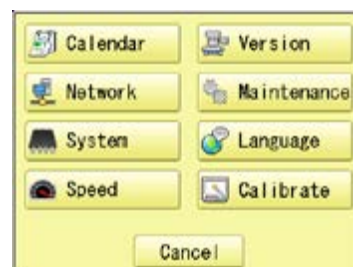 Calendar
Version
Network
Maintenance
System
Language
Speed
Calibrate
Cancel